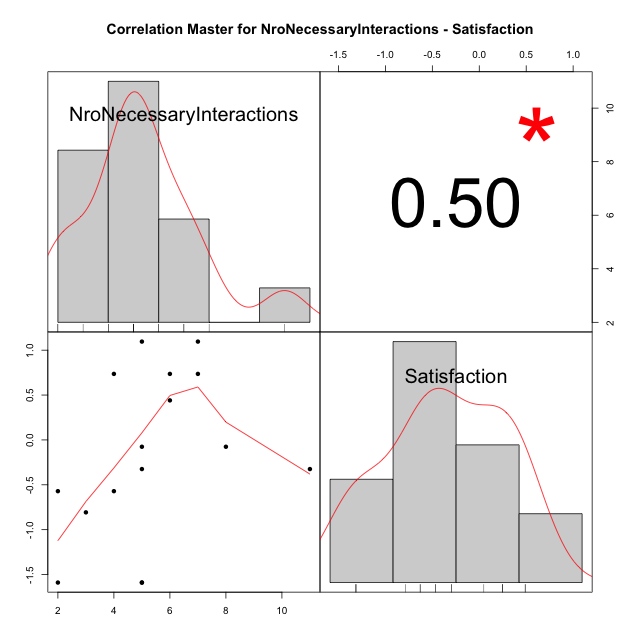 Correlation Master for NroNecessaryInteractions - Satisfaction
-1.5 -1.0 -0.5 0.0 0.5 1.0
NroNecessaryInteractions
*
0.50
10
8
6
4
2
1.0
0.5
0.0
-0.5
-1.0
-1.5
Satisfaction
2 4 6 8 10